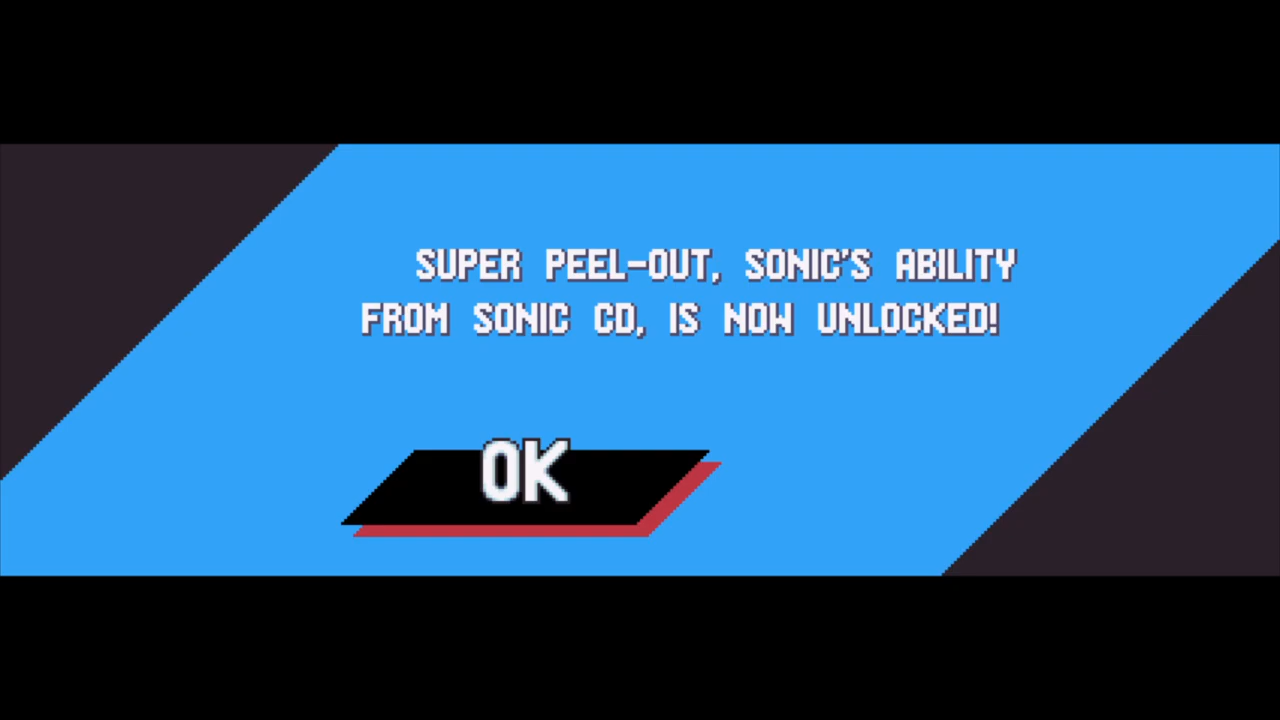 SUPER PEEL-OUT, SONIC'S ABILITY
FROM SONIC CD, IS NOW UNLOCKED!
OK